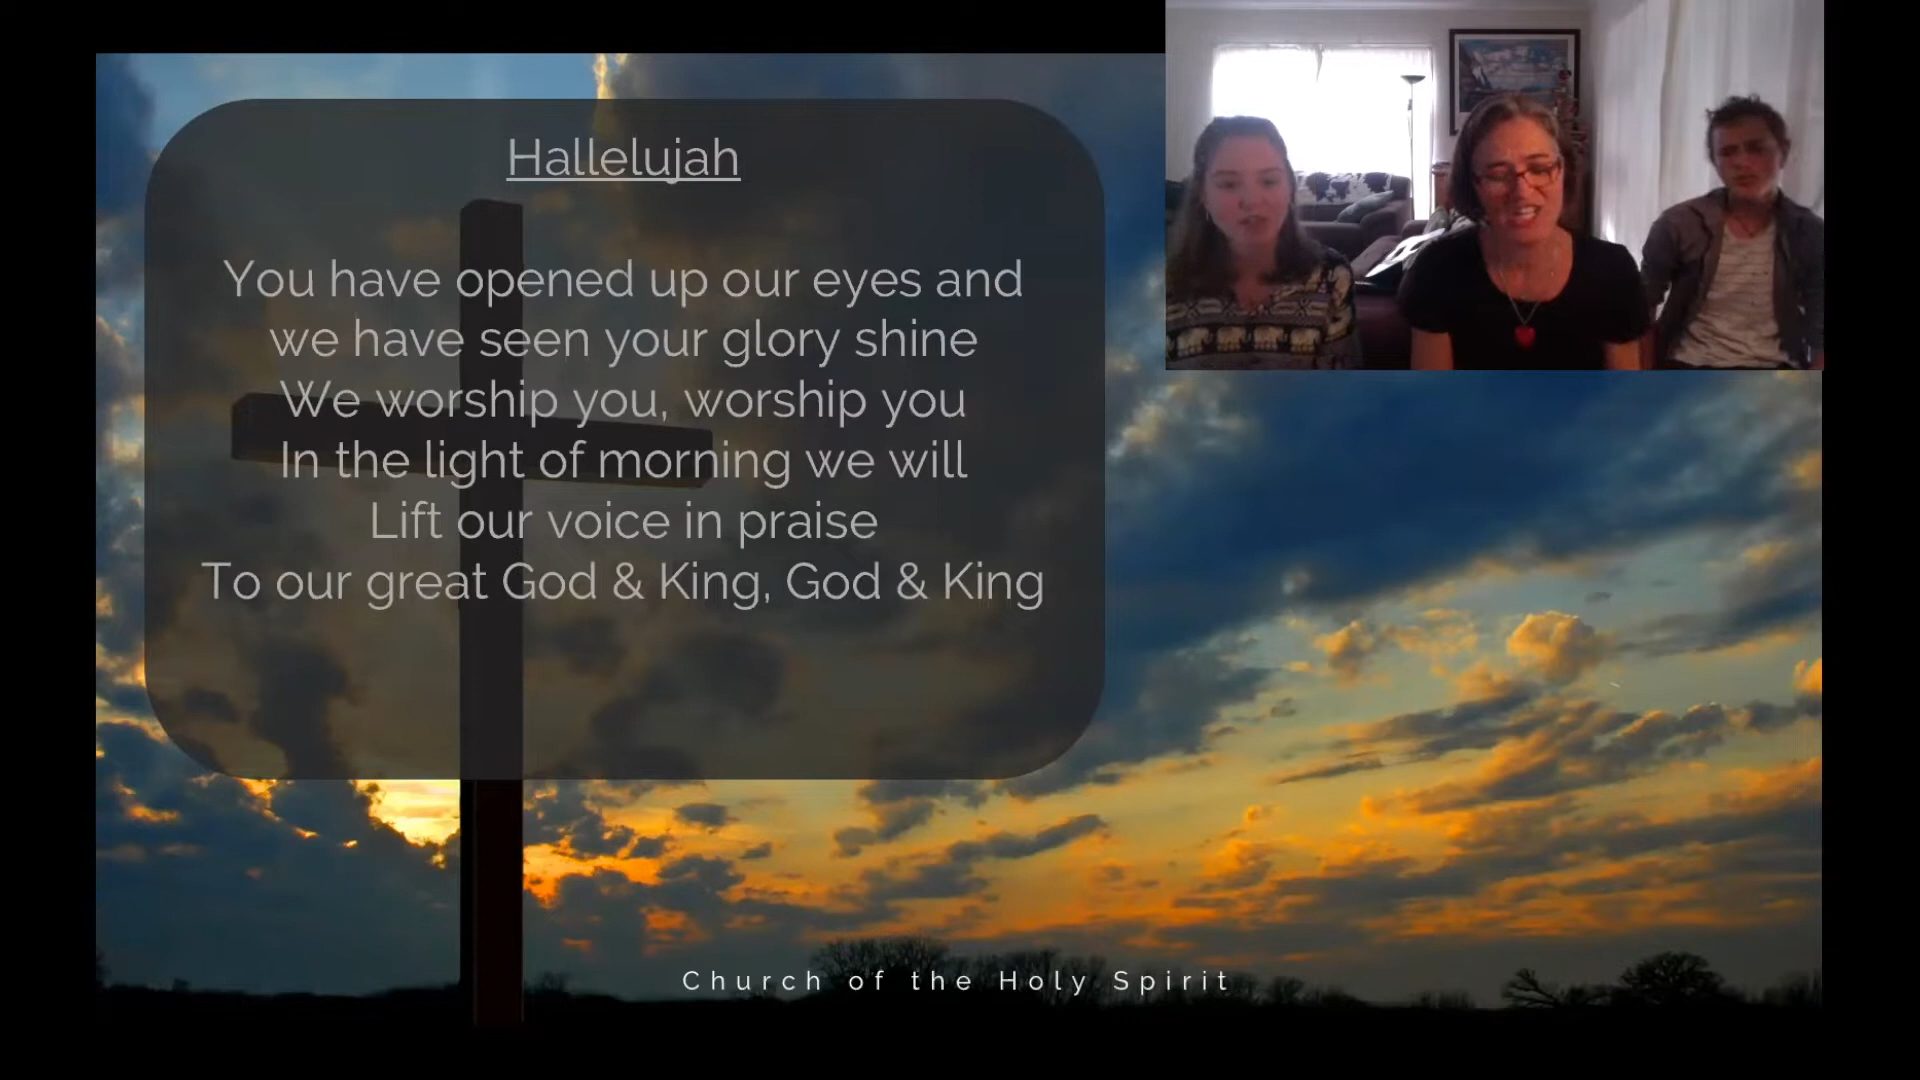 Hallelujah
You have opened up our eyes and
we have seen your glory shine
We worship you, worship you
In the light of morning we will
Lift our voice in praise
To our great God & King, God & King
Church of the Holy Spirit